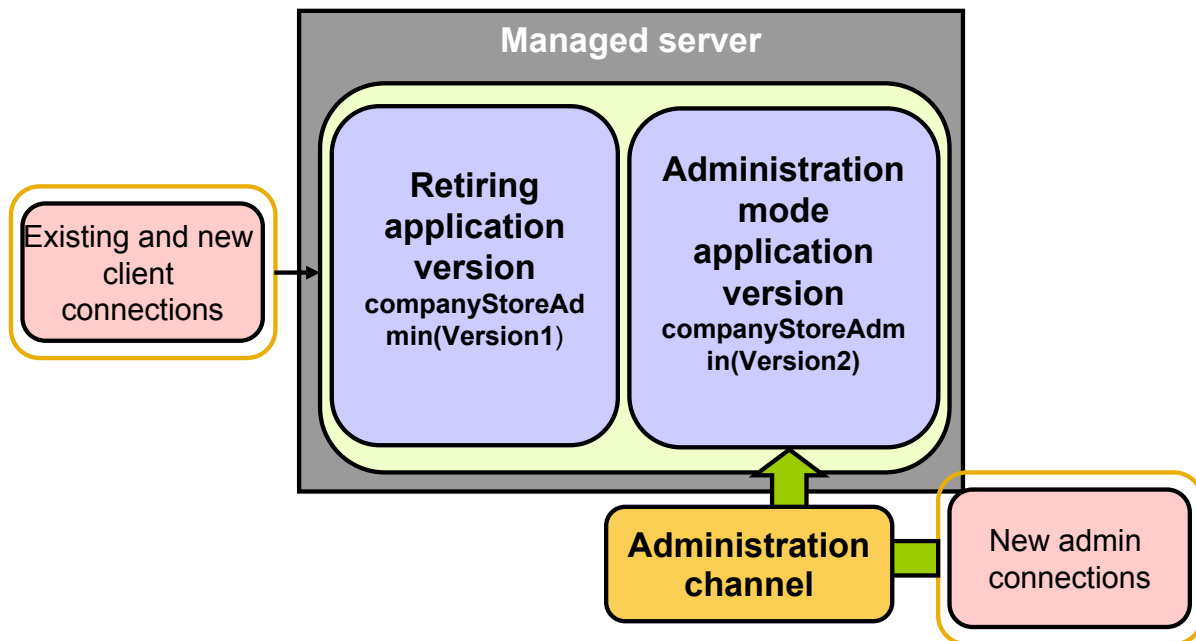 Managed server
Retiring
application
version
companyStoreAd
min(Version1)
Administration
mode
application
version
companyStoreAdm
in(Version2)
Existing and new
client
connections
Administration
channel
New admin
connections